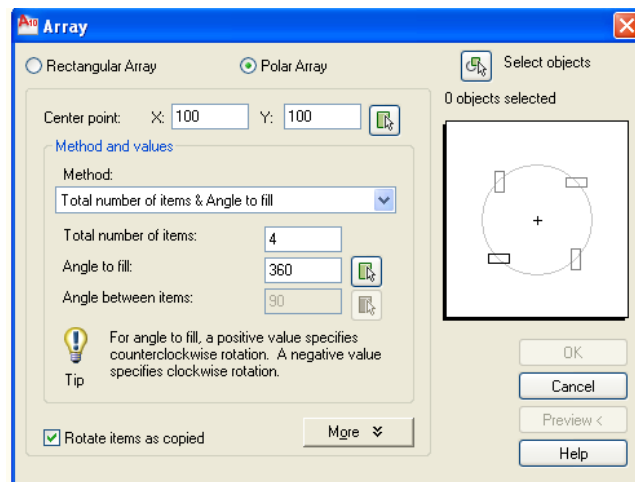 A10 Array
Rectangular Array Polar Array Select objects
0 objects selected
Center point: X: 100 Y: 100
Method and values
Method:
Total number of items & Angle to fill
Total number of items: 4
Angle to fill: 360
Angle between items: 90
For angle to fill, a positive value specifies
counterclockwise rotation. A negative value
specifies clockwise rotation.
Tip
Rotate items as copied More
OK
Cancel
Preview <
Help